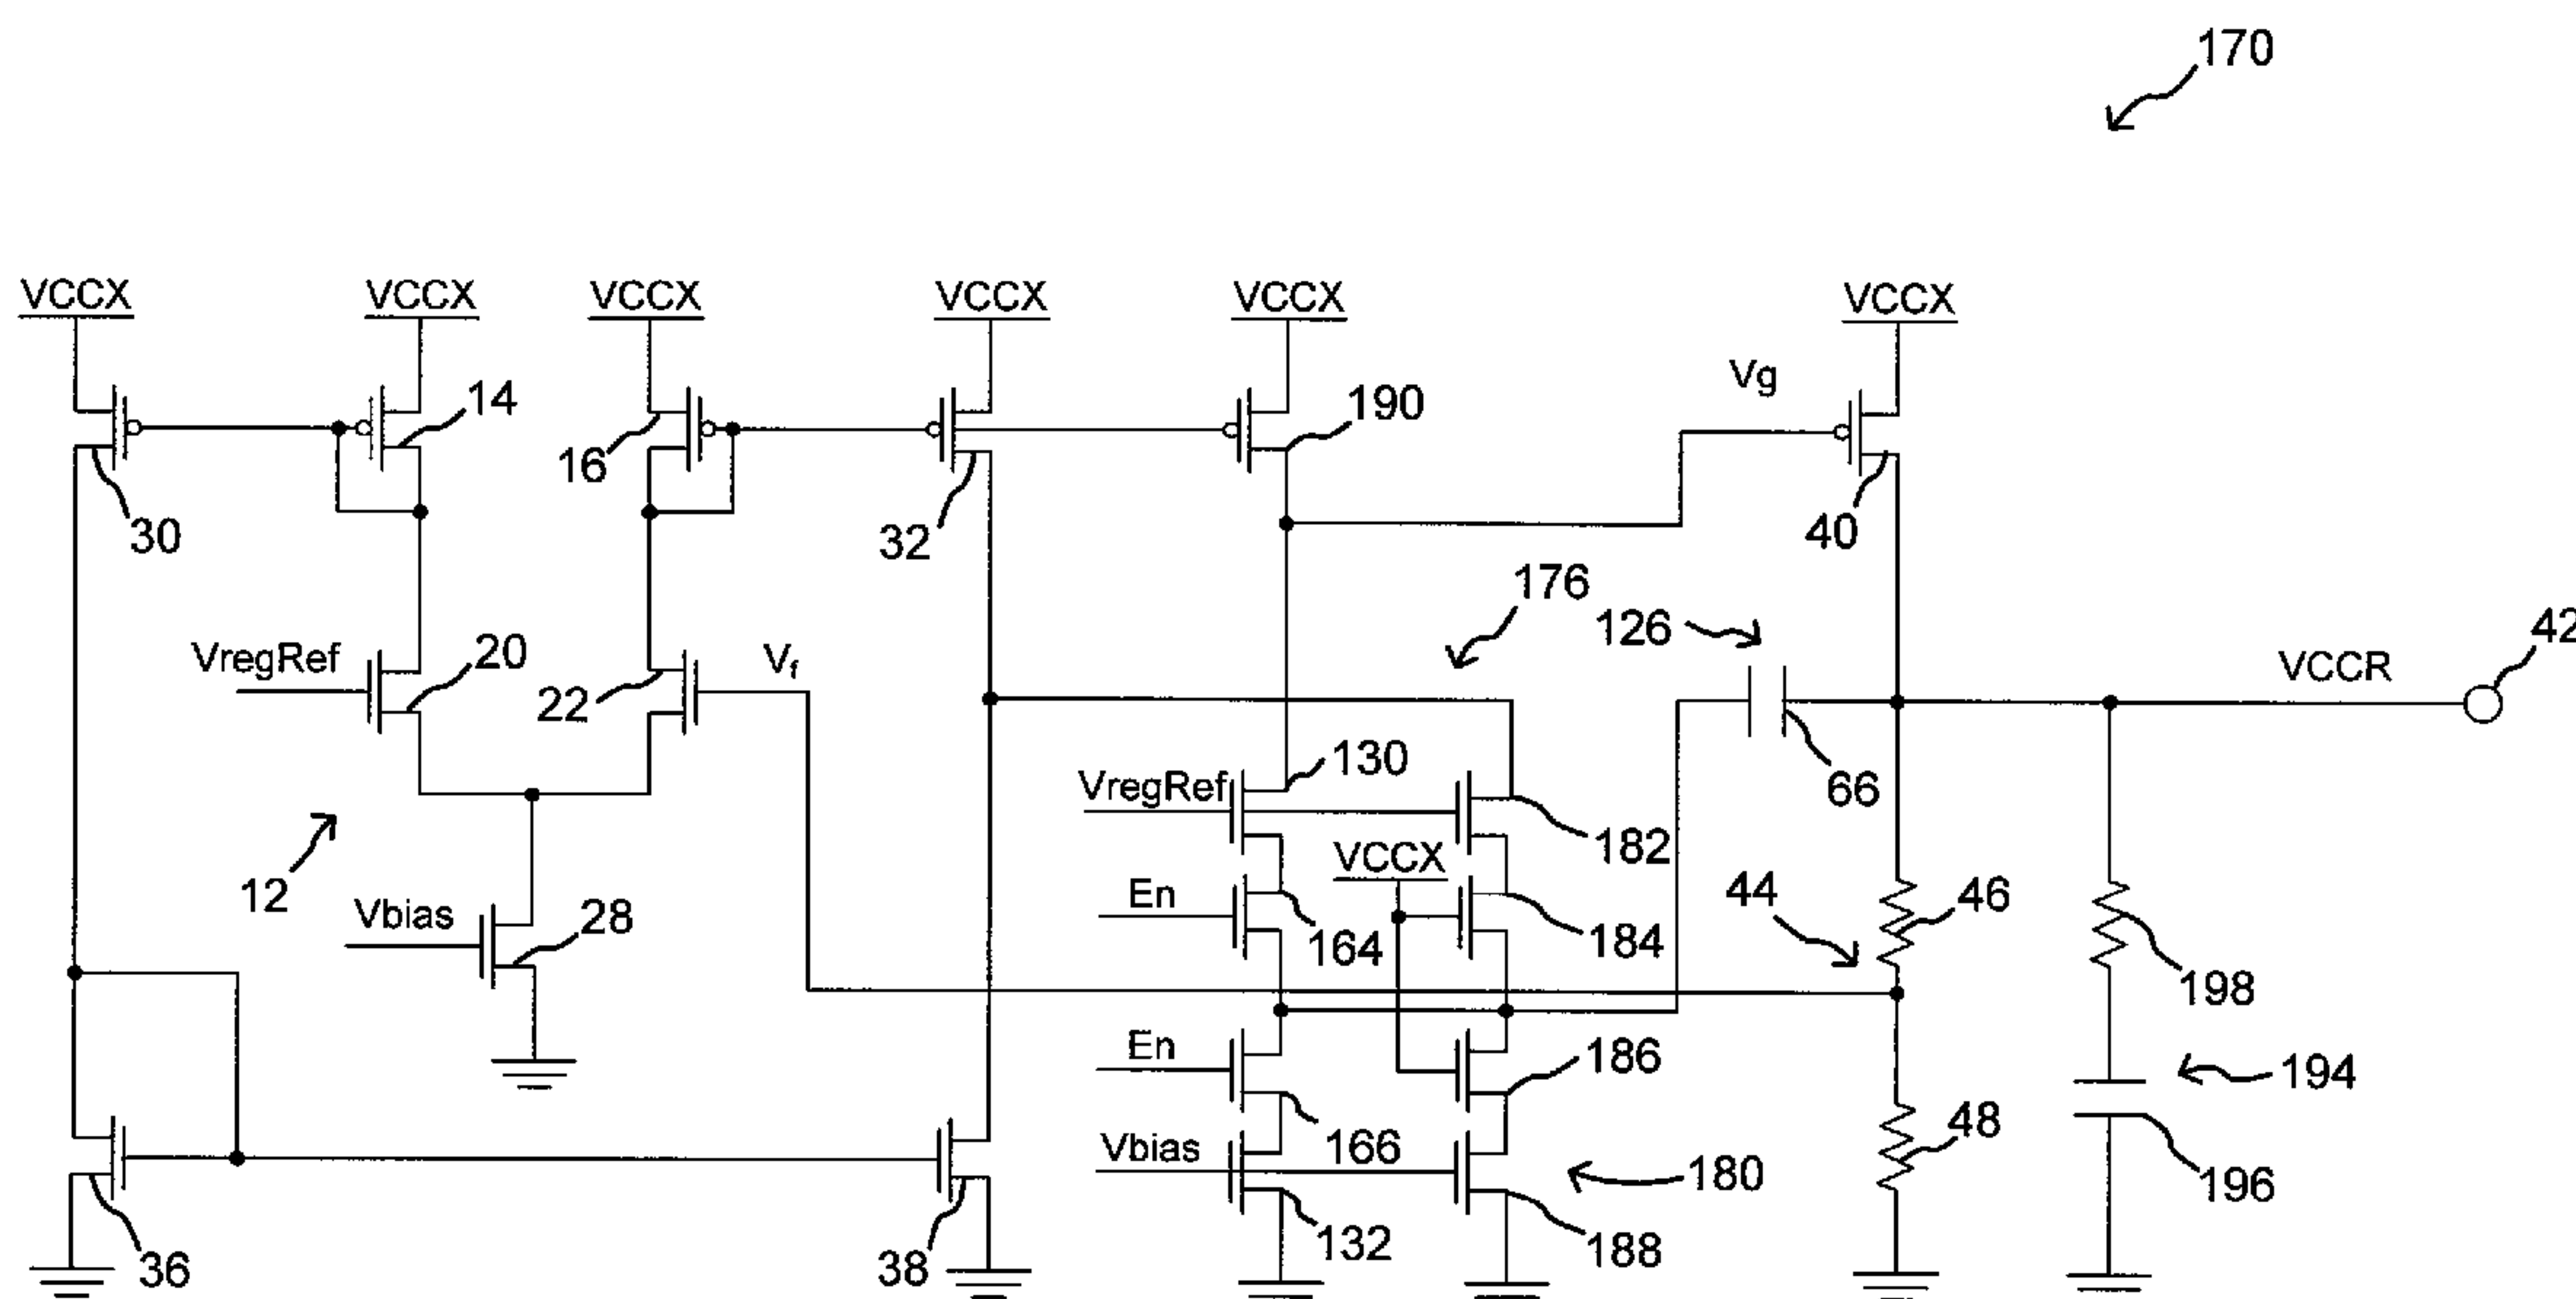 170
VCCX
VCCX
VCCX
VCCX
VCCX
VCCX
Vg
14
190
16
30
32
40
176
126
42
VregRef
20
Vf
22
VCCR
130
VregRef
66
182
VCCX
12
En
44
46
Vbias
28
164
184
198
En
186
194
48
Vbias
166
180
196
36
38
132
188